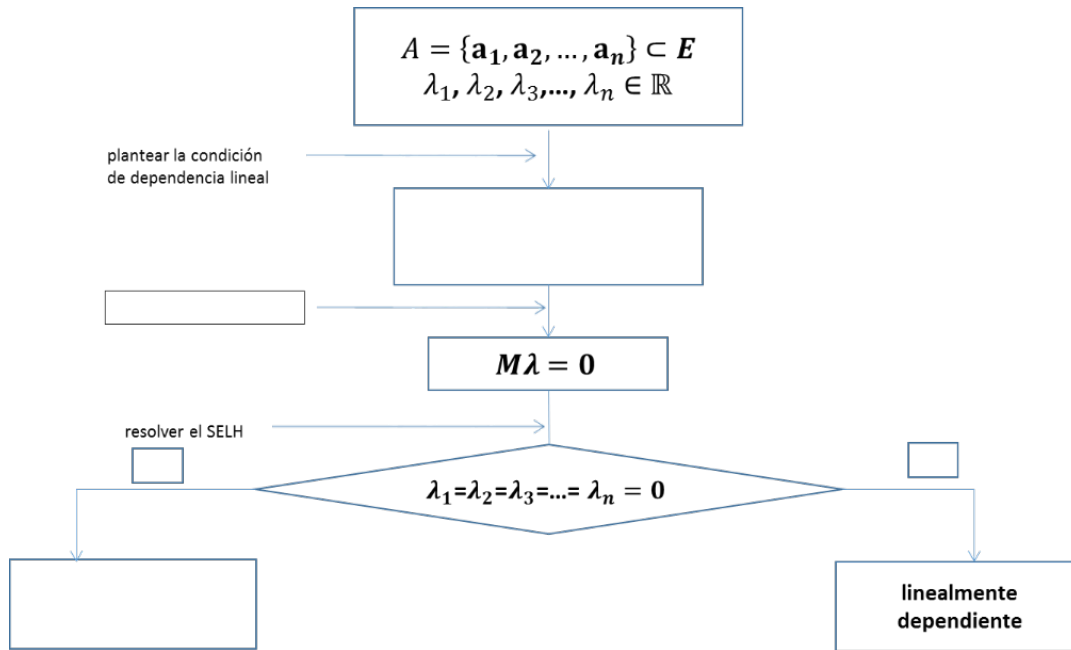 A = {a₁, a₂, ..., aₙ} ⊂ E
λ₁, λ₂, λ₃,..., λₙ ∈ ℝ
plantear la condición
de dependencia lineal
Mλ = 0
resolver el SELH
λ₁=λ₂=λ₃=...= λₙ = 0
linealmente
dependiente